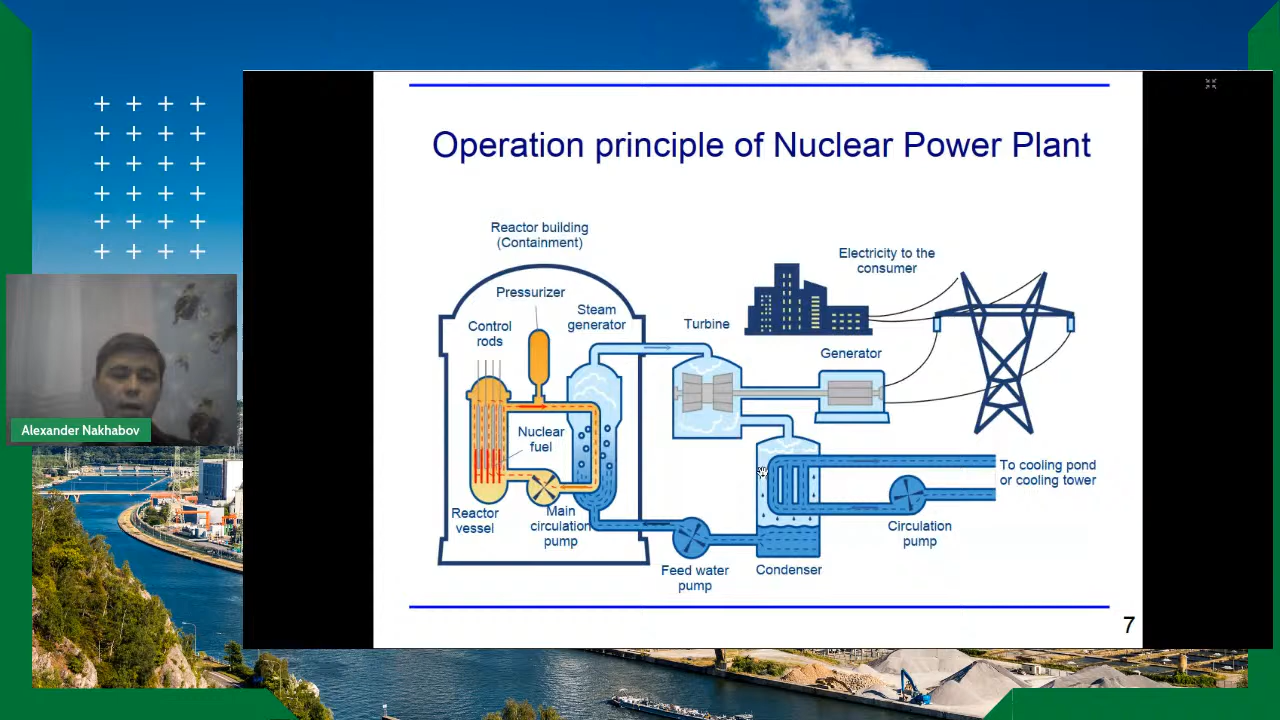 Operation principle of Nuclear Power Plant
Reactor building
(Containment)
Pressurizer
Steam
generator
Control
rods
Nuclear
fuel
Reactor
vessel
Main
circulation
pump
Turbine
Electricity to the
consumer
Generator
To cooling pond
or cooling tower
Circulation
pump
Feed water
pump
Condenser
7
Alexander Nakhabov